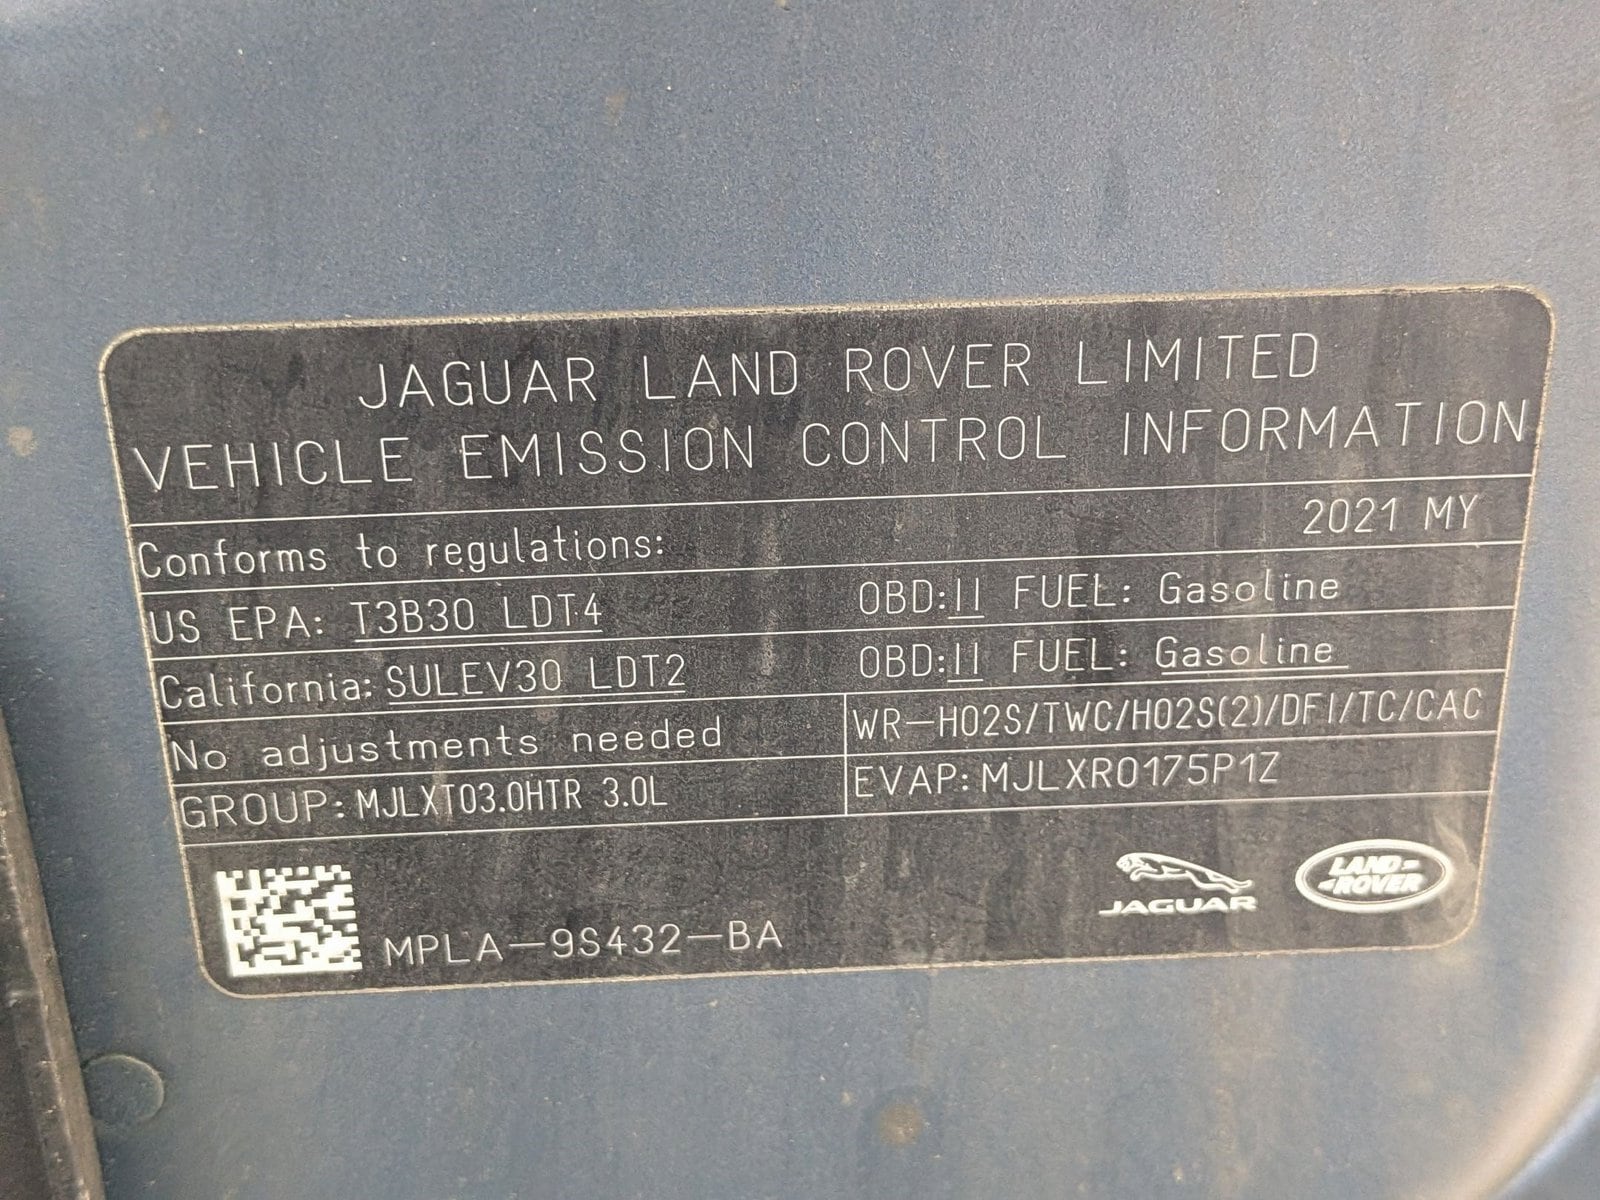 JAGUAR LAND ROVER LIMITED
VEHICLE EMISSION CONTROL INFORMATION
Conforms to regulations: 2021 MY
US EPA: T3B30 LDT4 OBD:II FUEL: Gasoline
California: SULEV30 LDT2 OBD:II FUEL: Gasoline
No adjustments needed WR-HO2S/TWC/HO2S(2)/DFI/TC/CAC
GROUP: MJLXT03.0HTR 3.0L EVAP: MJLXR0175P1Z
MPLA-9S432-BA JAGUAR LAND-ROVER